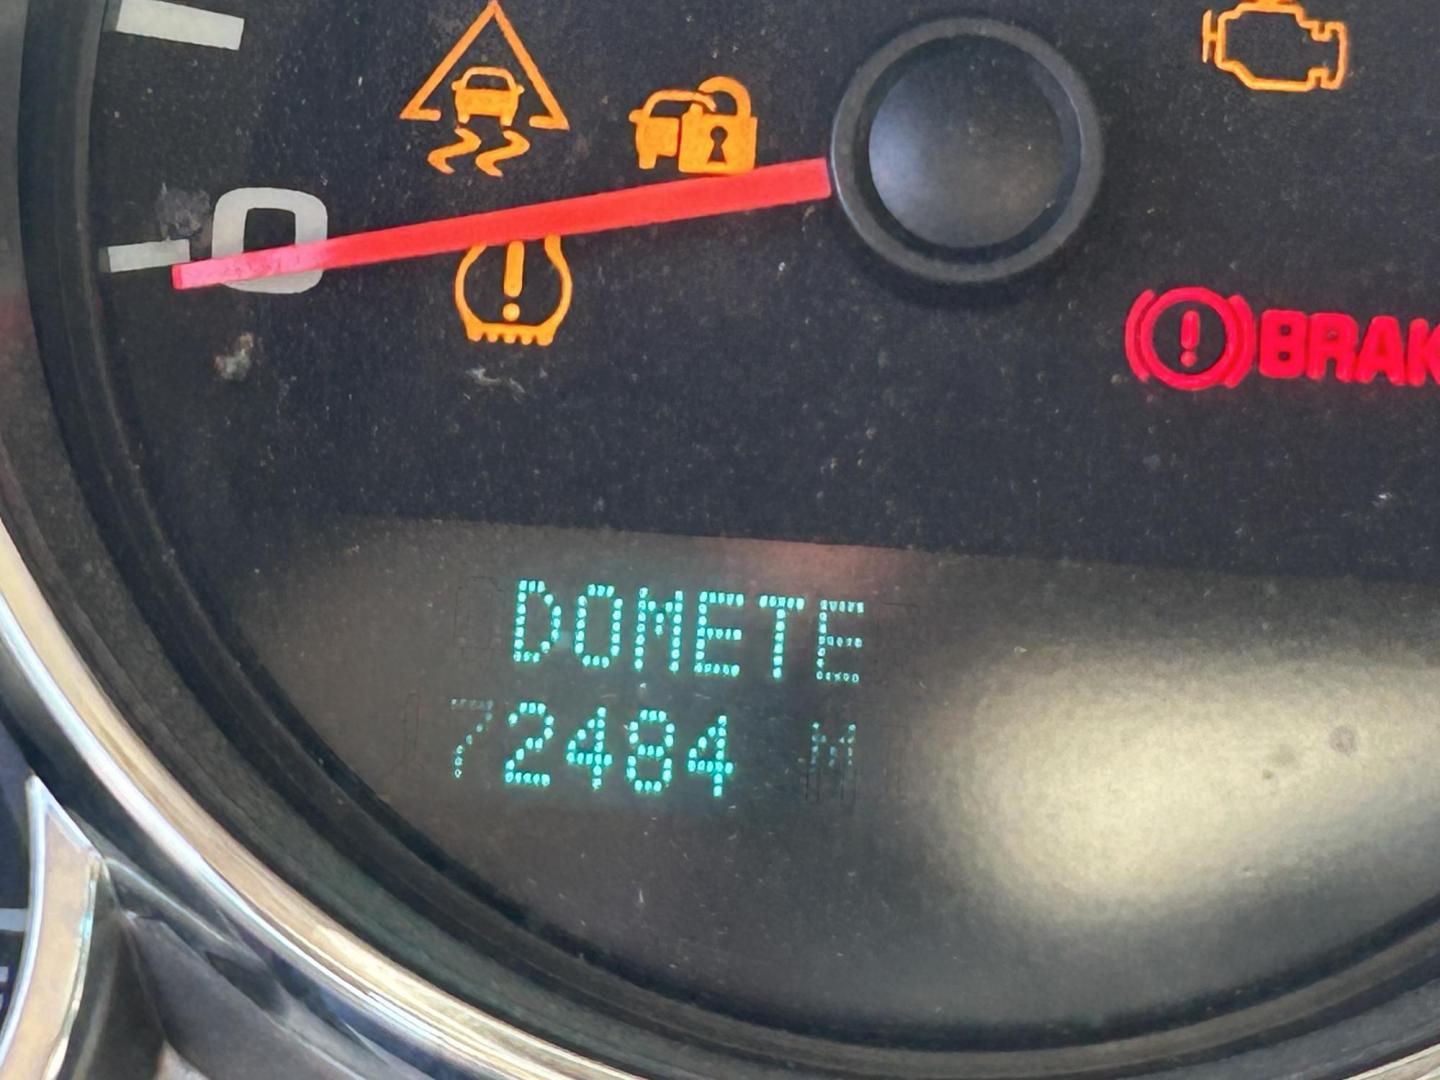 0
BRAK
DOMETE
72484 M